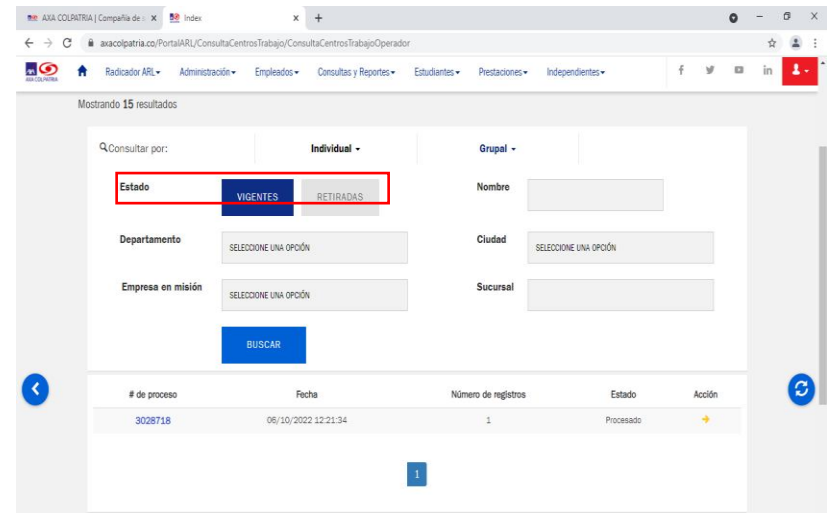 AXA COLPATRIA | Compañía de s
Index
axacolpatria.co/PortalARL/ConsultaCentrosTrabajo/ConsultaCentrosTrabajoOperador
AXA COLPATRIA
Radicador ARL
Administración
Empleados
Consultas y Reportes
Estudiantes
Prestaciones
Independientes
Mostrando 15 resultados
Consultar por:
Individual
Grupal
Estado
VIGENTES
RETIRADAS
Nombre
Departamento
SELECCIONE UNA OPCIÓN
Ciudad
SELECCIONE UNA OPCIÓN
Empresa en misión
SELECCIONE UNA OPCIÓN
Sucursal
BUSCAR
# de proceso Fecha Número de registros Estado Acción
3028718 06/10/2022 12:21:34 1 Procesado
1